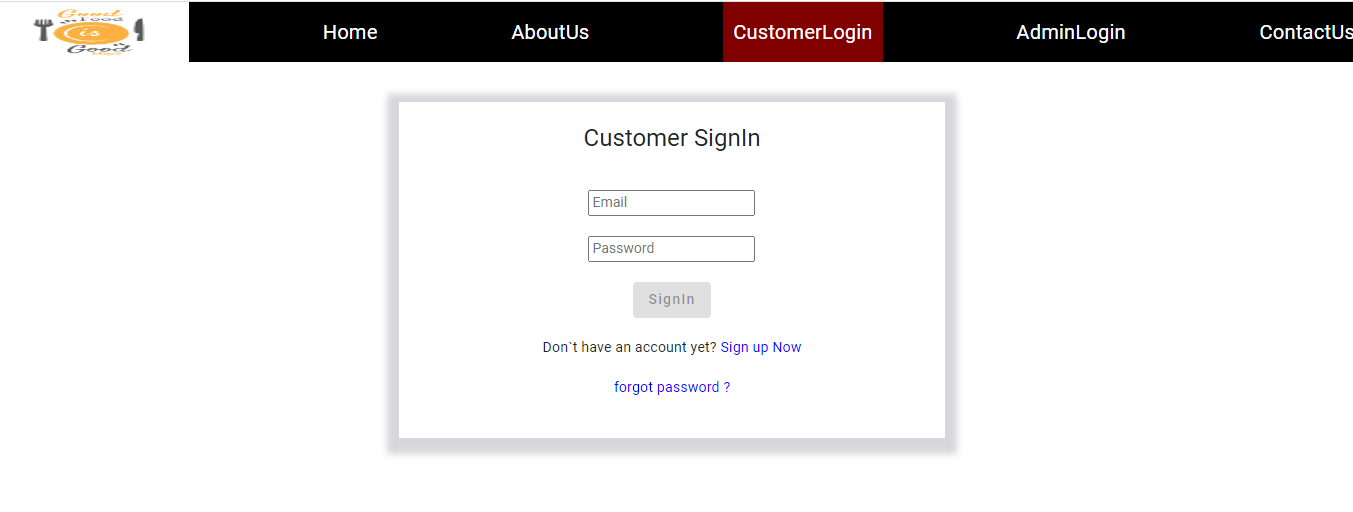 Good
Food
is
Good
Home AboutUs CustomerLogin AdminLogin ContactUs
Customer SignIn
Email
Password
SignIn
Don`t have an account yet? Sign up Now
forgot password ?